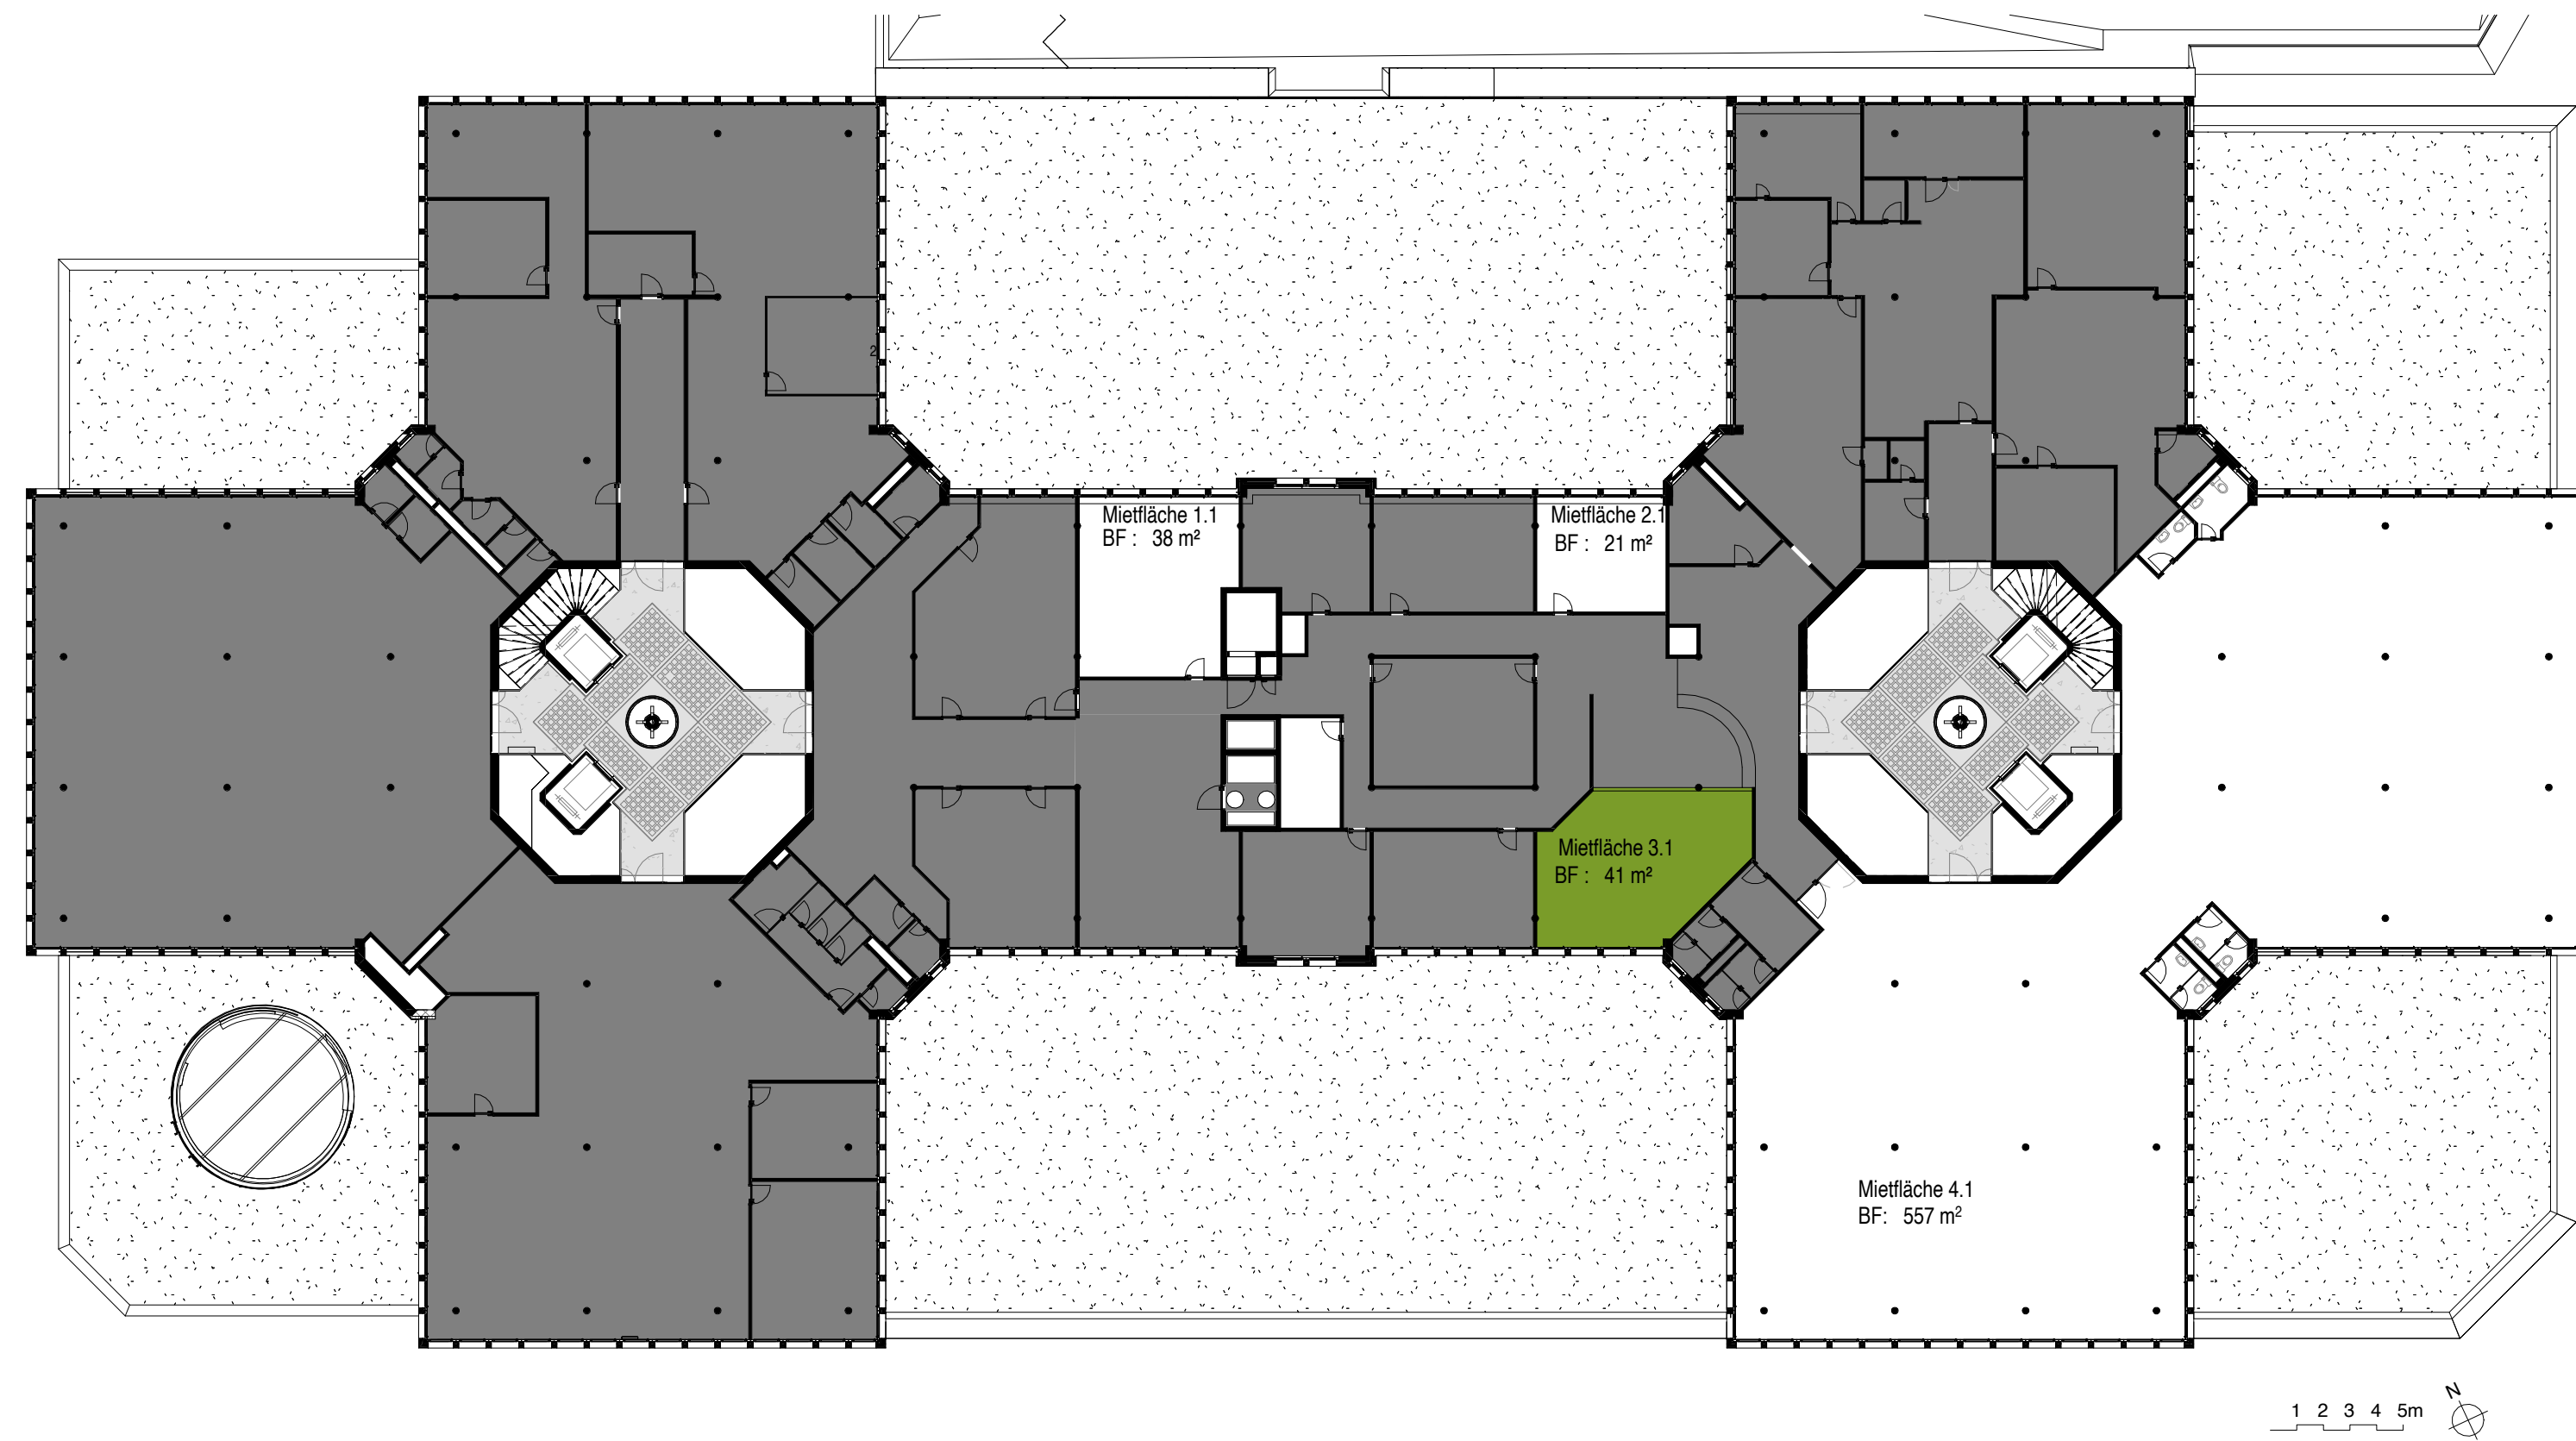 2
Mietfläche 1.1
BF : 38 m²
Mietfläche 2.1
BF : 21 m²
Mietfläche 3.1
BF : 41 m²
Mietfläche 4.1
BF: 557 m²
N
1 2 3 4 5m